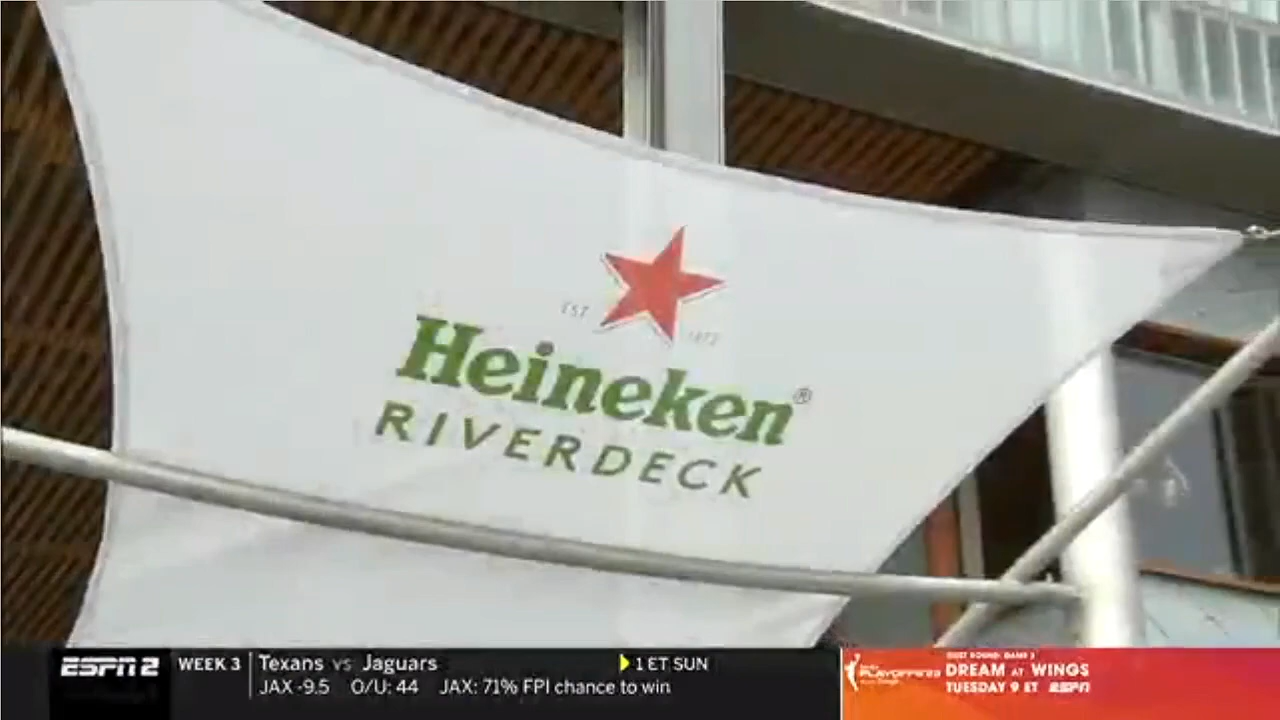 EST
Heineken®
RIVERDECK
ESPN2
WEEK 3
Texans vs Jaguars
1 ET SUN
JAX -9.5 O/U: 44 JAX: 71% FPI chance to win
PLAYOFFS
DREAM AT WINGS
TUESDAY 9 ET ESPN